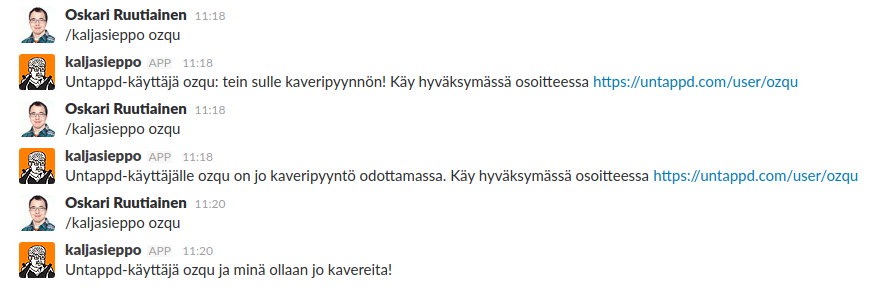 Oskari Ruutiainen 11:18
/kaljasieppo ozqu
kaljasieppo APP 11:18
Untappd-käyttäjä ozqu: tein sulle kaveripyynnön! Käy hyväksymässä osoitteessa https://untappd.com/user/ozqu
Oskari Ruutiainen 11:18
/kaljasieppo ozqu
kaljasieppo APP 11:18
Untappd-käyttäjälle ozqu on jo kaveripyyntö odottamassa. Käy hyväksymässä osoitteessa https://untappd.com/user/ozqu
Oskari Ruutiainen 11:20
/kaljasieppo ozqu
kaljasieppo APP 11:20
Untappd-käyttäjä ozqu ja minä ollaan jo kavereita!